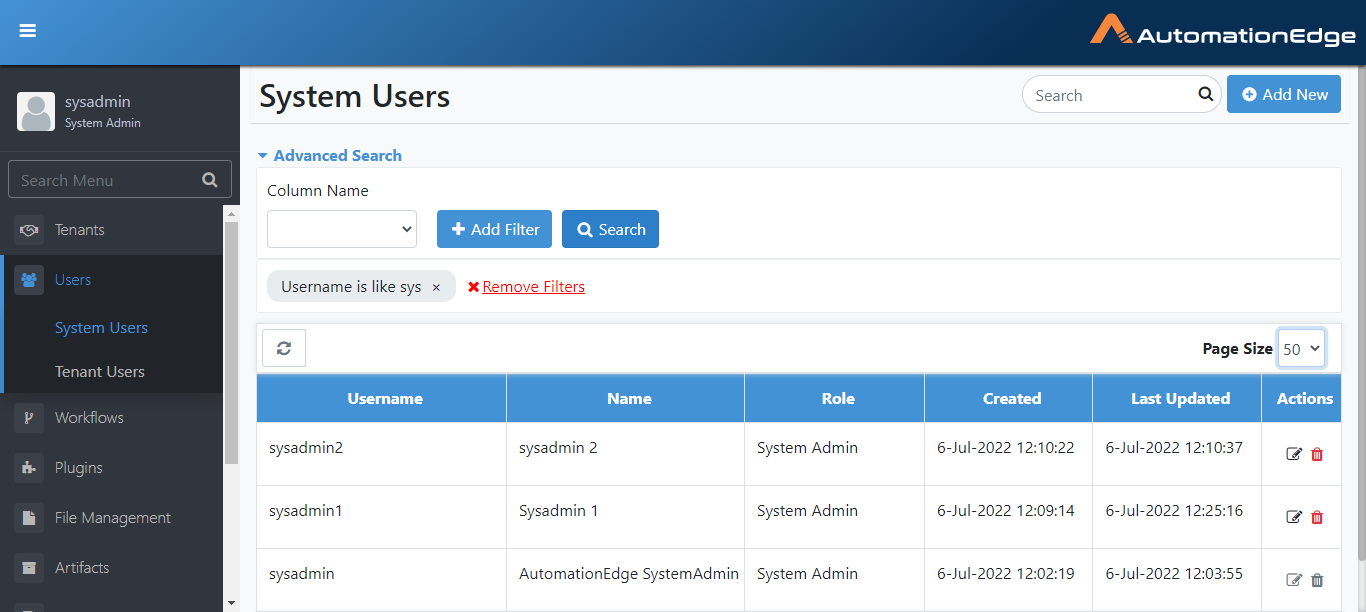 AutomationEdge
sysadmin
System Admin
Search Menu
Tenants
Users
System Users
Tenant Users
Workflows
Plugins
File Management
Artifacts
System Users
Search
Add New
Advanced Search
Column Name
Add Filter
Search
Username is like sys ×
Remove Filters
Page Size 50
Username Name Role Created Last Updated Actions
sysadmin2 sysadmin 2 System Admin 6-Jul-2022 12:10:22 6-Jul-2022 12:10:37
sysadmin1 Sysadmin 1 System Admin 6-Jul-2022 12:09:14 6-Jul-2022 12:25:16
sysadmin AutomationEdge SystemAdmin System Admin 6-Jul-2022 12:02:19 6-Jul-2022 12:03:55